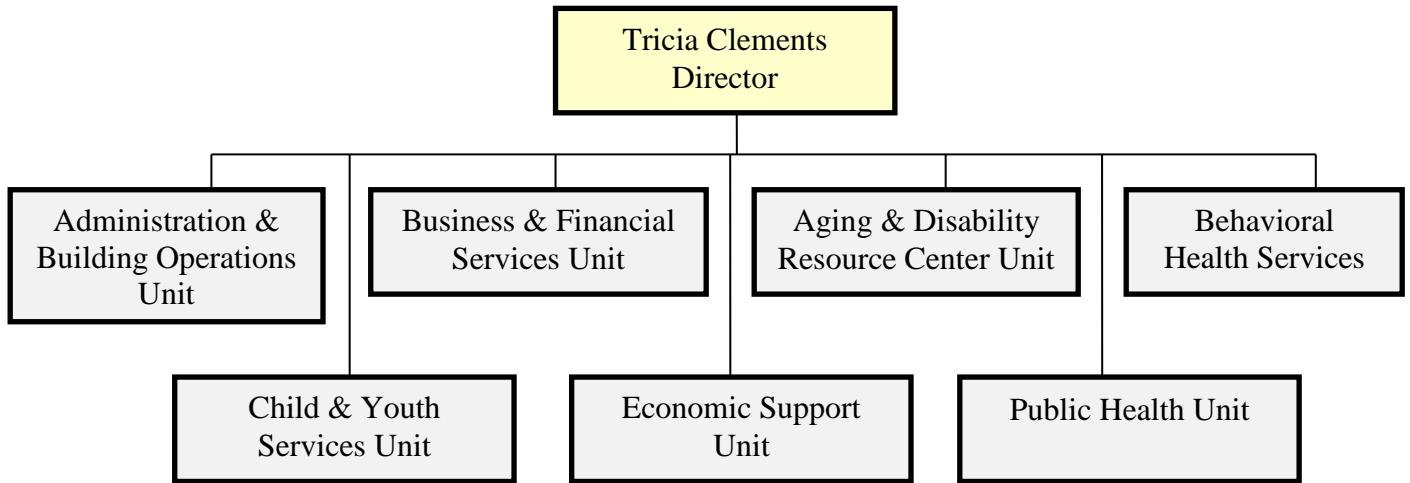 Tricia Clements
Director
Administration &
Building Operations
Unit
Business & Financial
Services Unit
Aging & Disability
Resource Center Unit
Behavioral
Health Services
Child & Youth
Services Unit
Economic Support
Unit
Public Health Unit